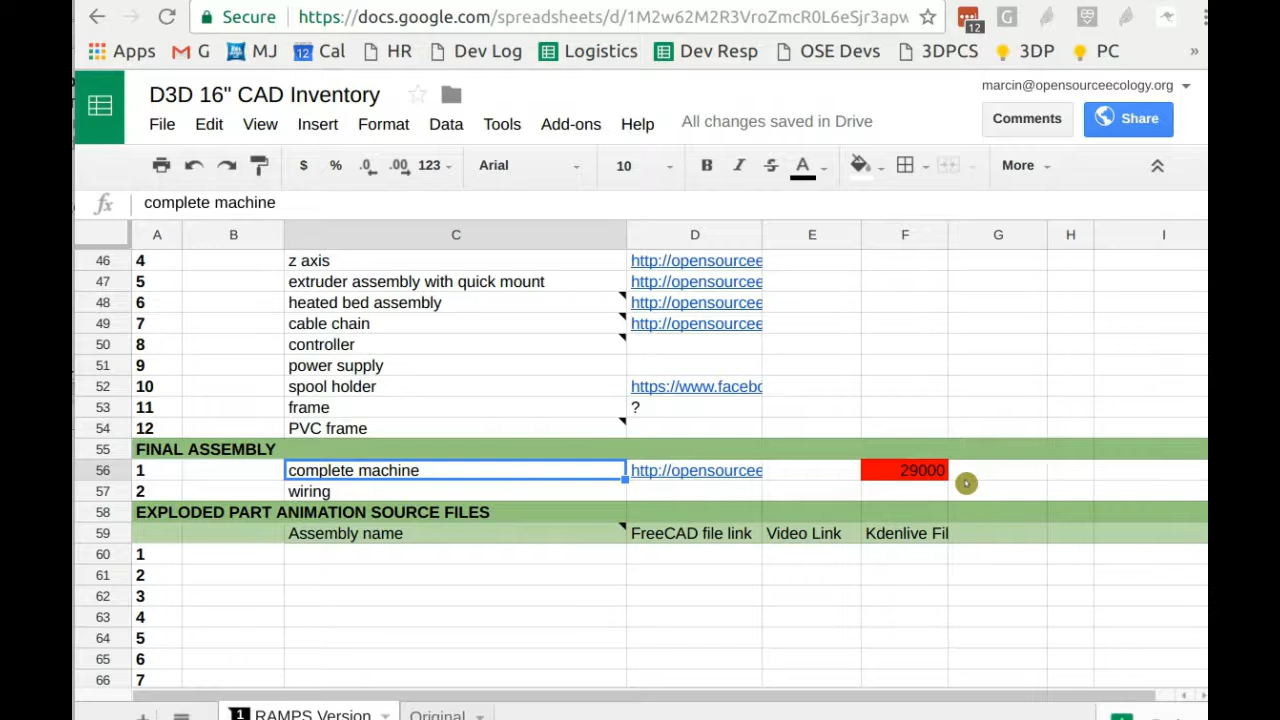 Secure https://docs.google.com/spreadsheets/d/1M2w62M2R3VroZmcR0L6eSjr3apw 12
Apps G MJ 12 Cal HR Dev Log Logistics Dev Resp OSE Devs 3DPCS 3DP PC »
D3D 16" CAD Inventory
marcin@opensourceecology.org
File Edit View Insert Format Data Tools Add-ons Help All changes saved in Drive Comments Share
$ % .0 .00 123 Arial 10 B I S A More
fx complete machine
A B C D E F G H I
46 4 z axis http://opensourcee
47 5 extruder assembly with quick mount http://opensourcee
48 6 heated bed assembly http://opensourcee
49 7 cable chain http://opensourcee
50 8 controller
51 9 power supply
52 10 spool holder https://www.facebo
53 11 frame ?
54 12 PVC frame
55 FINAL ASSEMBLY
56 1 complete machine http://opensourcee 29000
57 2 wiring
58 EXPLODED PART ANIMATION SOURCE FILES
59 Assembly name FreeCAD file link Video Link Kdenlive Fil
60 1
61 2
62 3
63 4
64 5
65 6
66 7
1 RAMPS Version Original